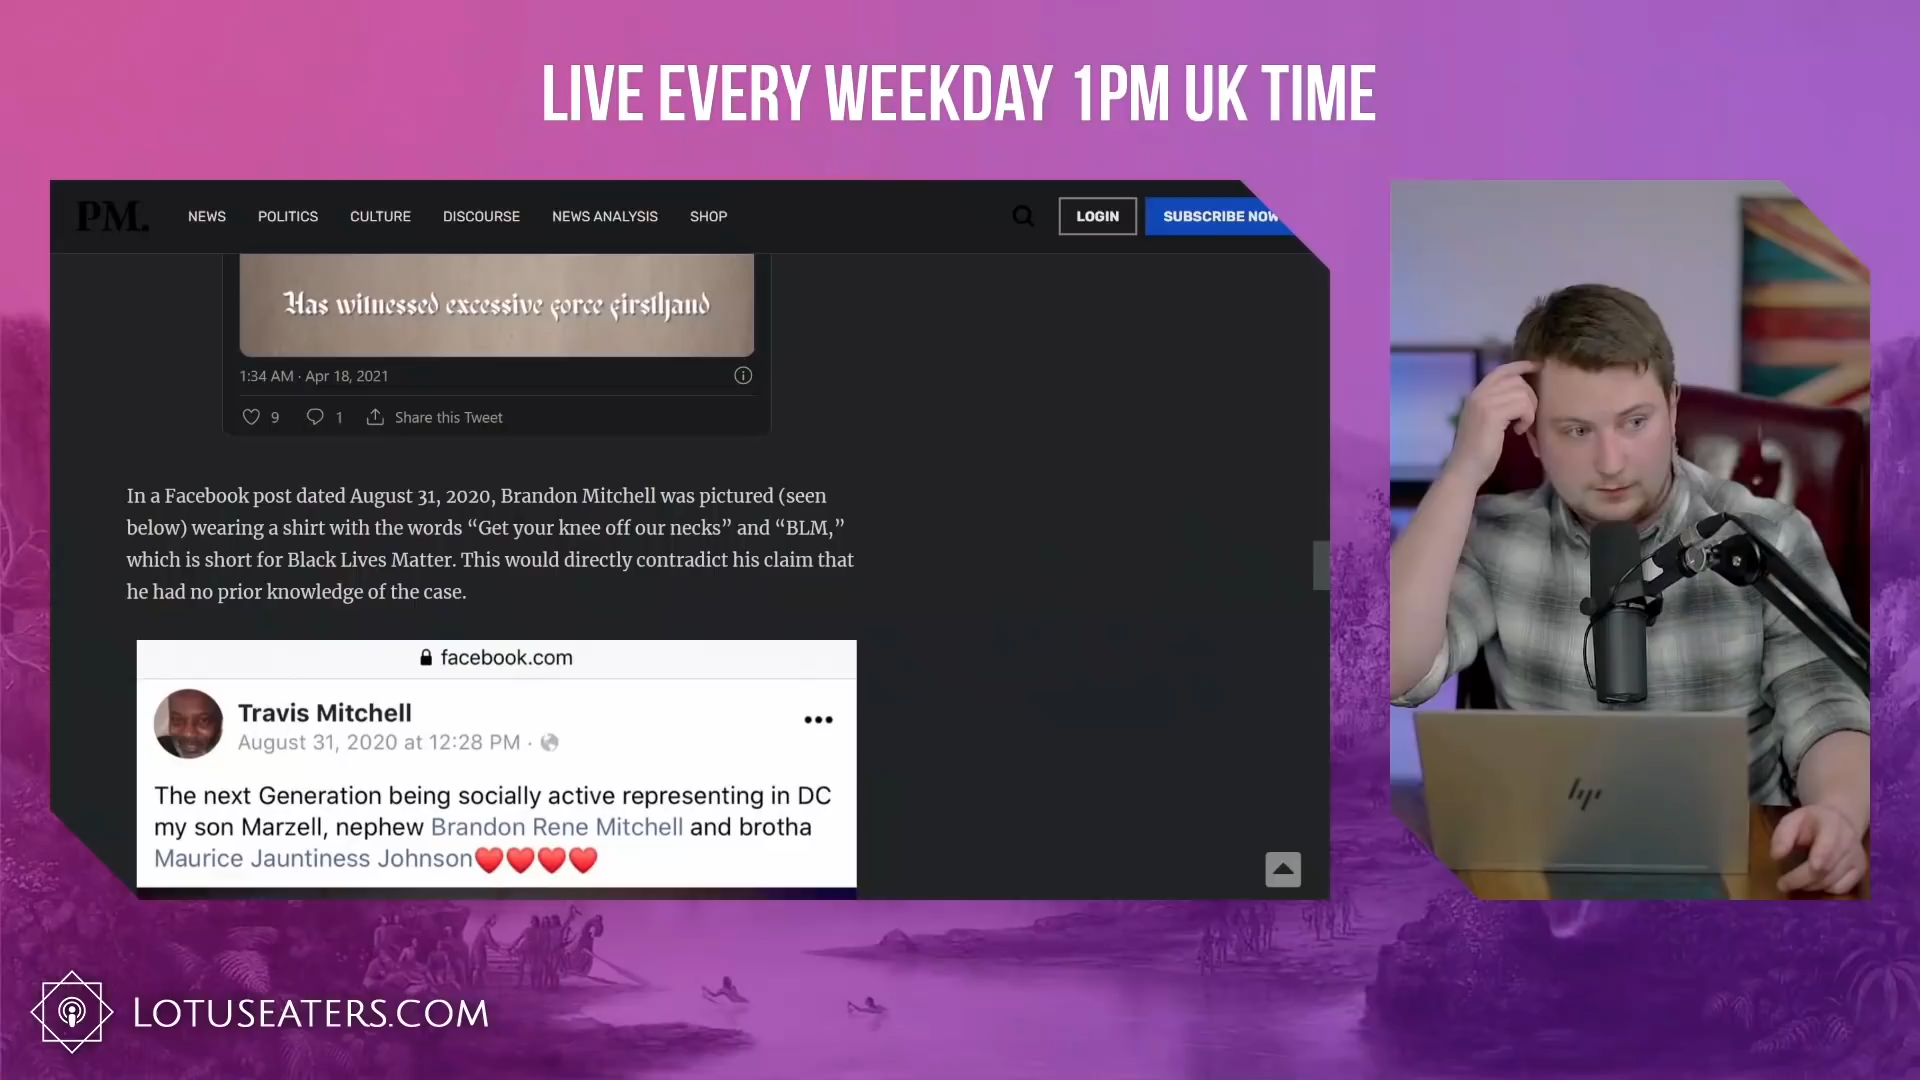 LIVE EVERY WEEKDAY 1PM UK TIME
PM.
NEWS
POLITICS
CULTURE
DISCOURSE
NEWS ANALYSIS
SHOP
LOGIN
SUBSCRIBE NOW
Has witnessed excessive force firsthand
1:34 AM · Apr 18, 2021
9
1
Share this Tweet
In a Facebook post dated August 31, 2020, Brandon Mitchell was pictured (seen
below) wearing a shirt with the words “Get your knee off our necks” and “BLM,”
which is short for Black Lives Matter. This would directly contradict his claim that
he had no prior knowledge of the case.
facebook.com
Travis Mitchell
August 31, 2020 at 12:28 PM ·
The next Generation being socially active representing in DC
my son Marzell, nephew Brandon Rene Mitchell and brotha
Maurice Jauntiness Johnson❤️❤️❤️❤️
hp
LOTUSEATERS.COM